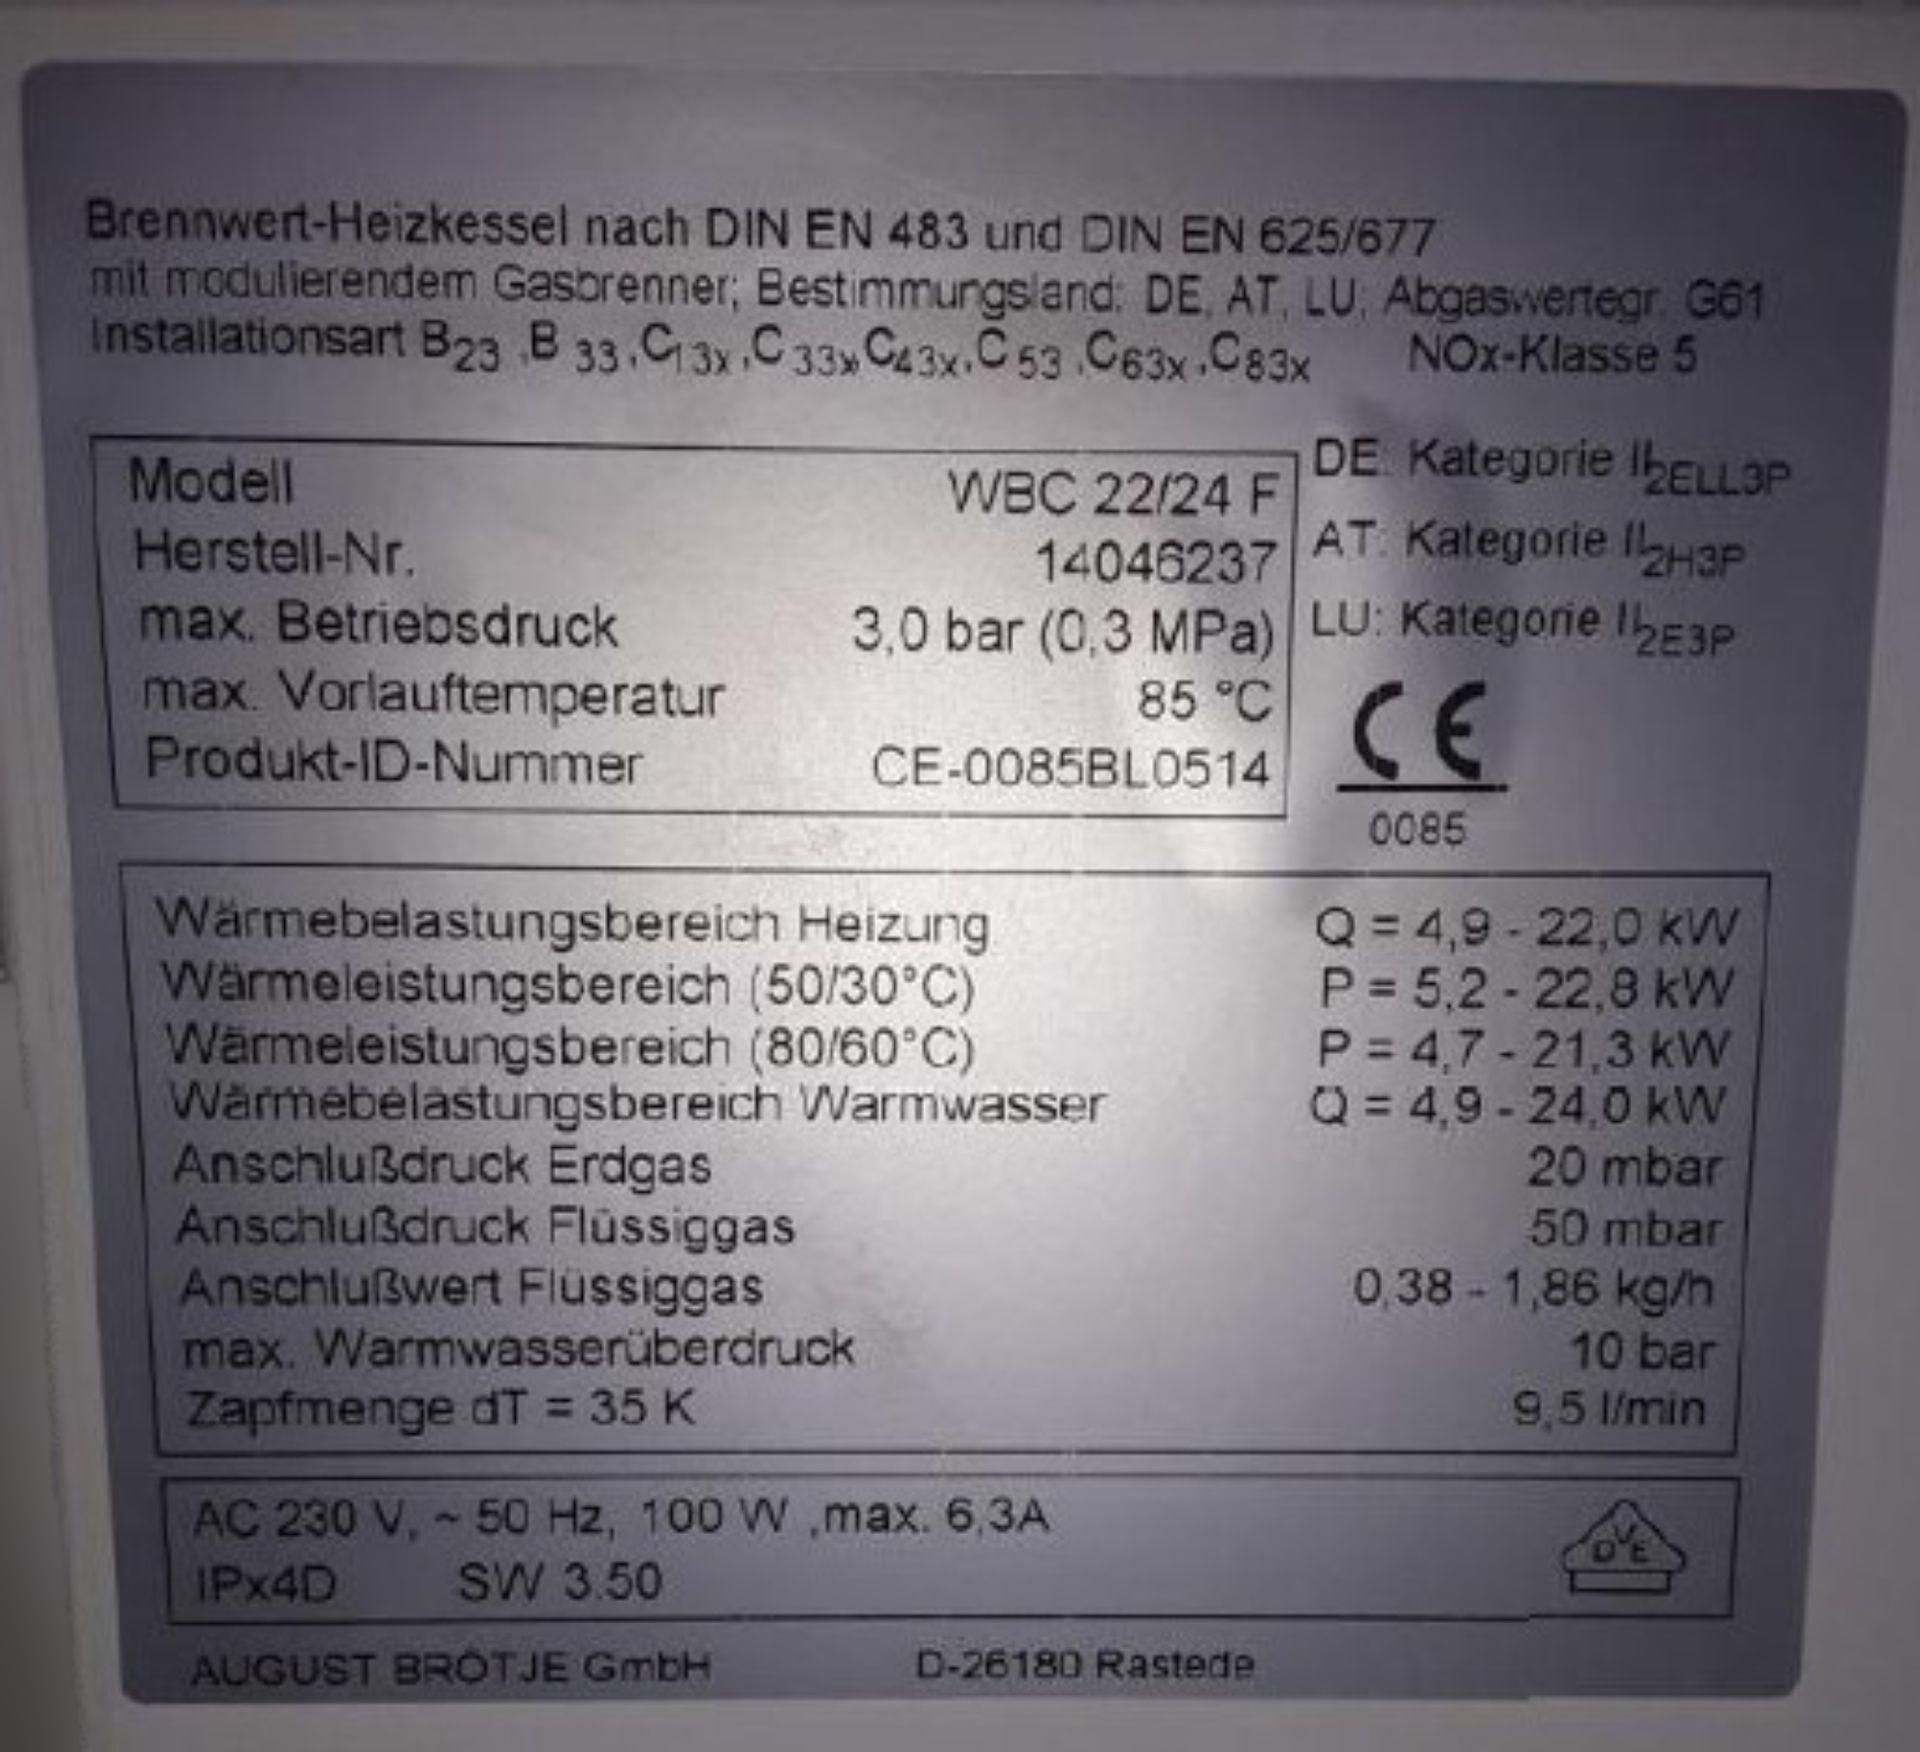 Brennwert-Heizkessel nach DIN EN 483 und DIN EN 625/677
mit modulierendem Gasbrenner; Bestimmungsland: DE, AT, LU; Abgaswertegr. G61
Installationsart B23 ,B 33,C13x,C 33x,C43x,C 53,C63x,C83x NOx-Klasse 5
Modell WBC 22/24 F
Herstell-Nr. 14046237
max. Betriebsdruck 3,0 bar (0,3 MPa)
max. Vorlauftemperatur 85 °C
Produkt-ID-Nummer CE-0085BL0514
DE: Kategorie II2ELL3P
AT: Kategorie II2H3P
LU: Kategorie II2E3P
CE
0085
Wärmebelastungsbereich Heizung Q = 4,9 - 22,0 kW
Wärmeleistungsbereich (50/30°C) P = 5,2 - 22,8 kW
Wärmeleistungsbereich (80/60°C) P = 4,7 - 21,3 kW
Wärmebelastungsbereich Warmwasser Q = 4,9 - 24,0 kW
Anschlußdruck Erdgas 20 mbar
Anschlußdruck Flüssiggas 50 mbar
Anschlußwert Flüssiggas 0,38 - 1,86 kg/h
max. Warmwasserüberdruck 10 bar
Zapfmenge dT = 35 K 9,5 l/min
AC 230 V, ~ 50 Hz, 100 W ,max. 6,3A
IPx4D SW 3.50
DVE
AUGUST BRÖTJE GmbH D-26180 Rastede